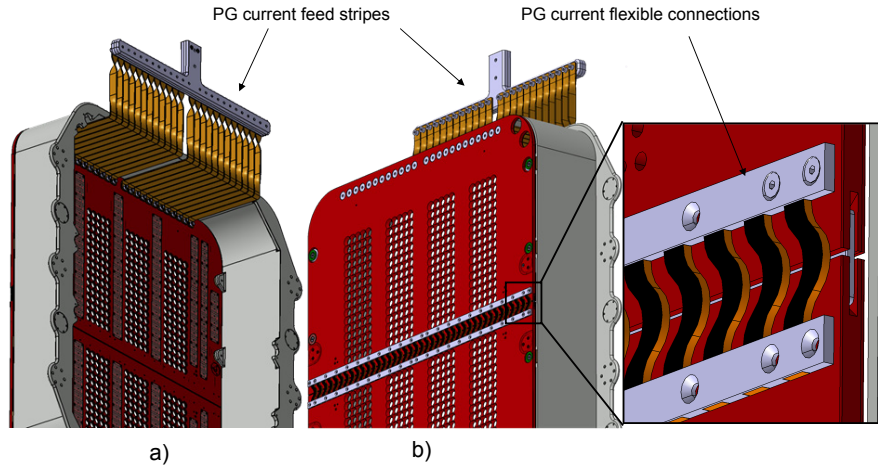 PG current feed stripes
PG current flexible connections
a)
b)